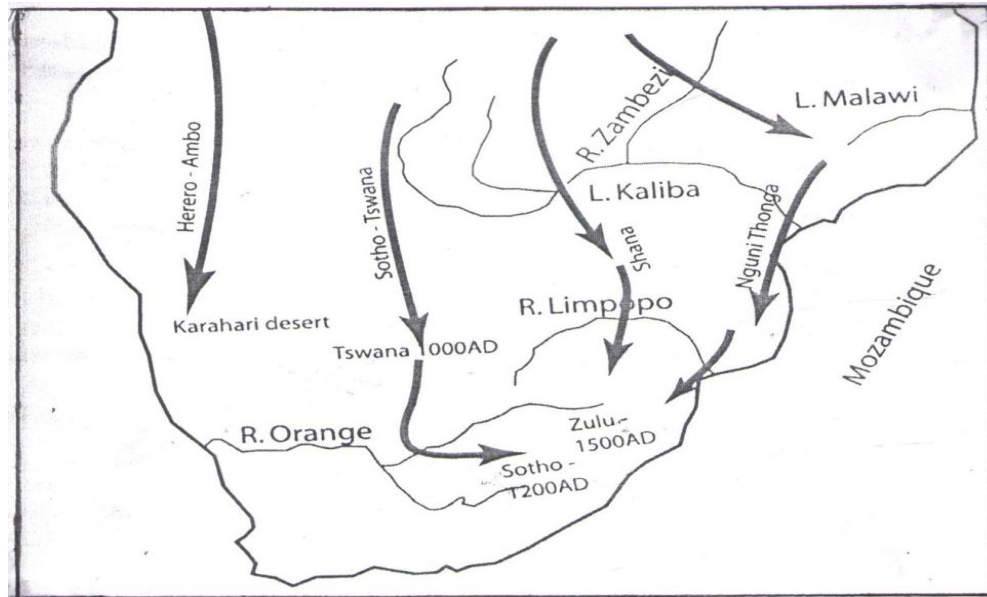 L. Malawi
R. Zambezi
L. Kaliba
Herero - Ambo
Sotho - Tswana
Shana
Nguni Thonga
Karahari desert
R. Limpopo
Mozambique
Tswana 1000AD
R. Orange
Zulu -
1500AD
Sotho -
T200AD